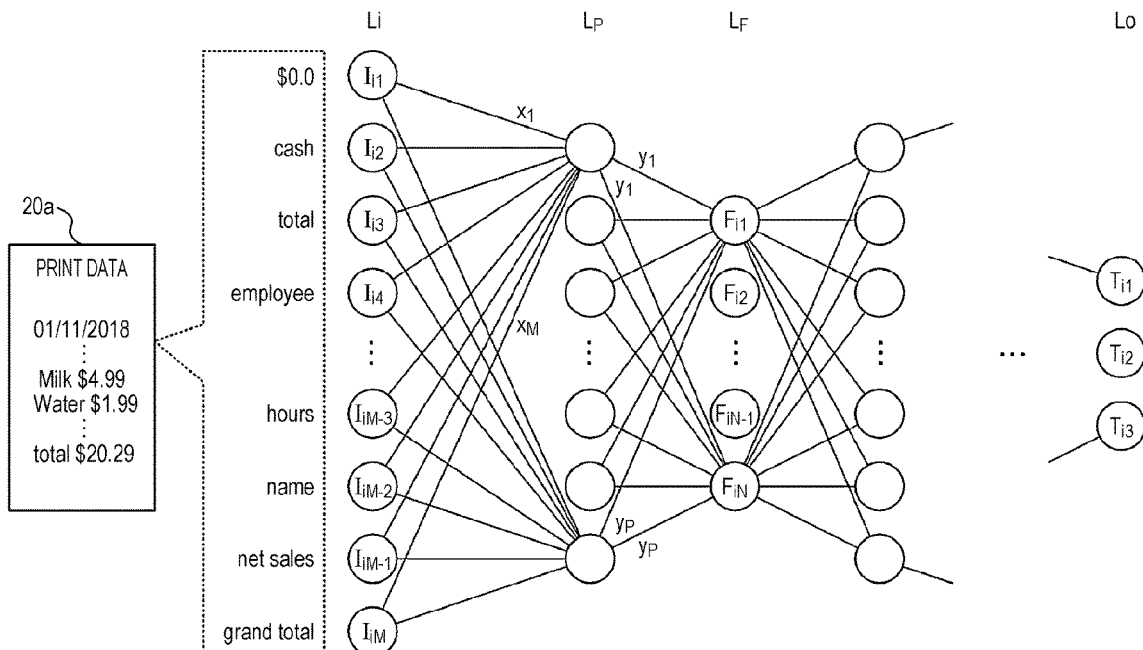 Li LP LF Lo
$0.0 Ii1
x1
cash Ii2
y1
20a
y1
total Ii3 Fi1
PRINT DATA
employee Ii4 Fi2 Ti1
01/11/2018
xM
... Ti2
Milk $4.99
Water $1.99
hours IiM-3 FiN-1 Ti3
total $20.29
name IiM-2 FiN
yP
yP
net sales IiM-1
grand total IiM